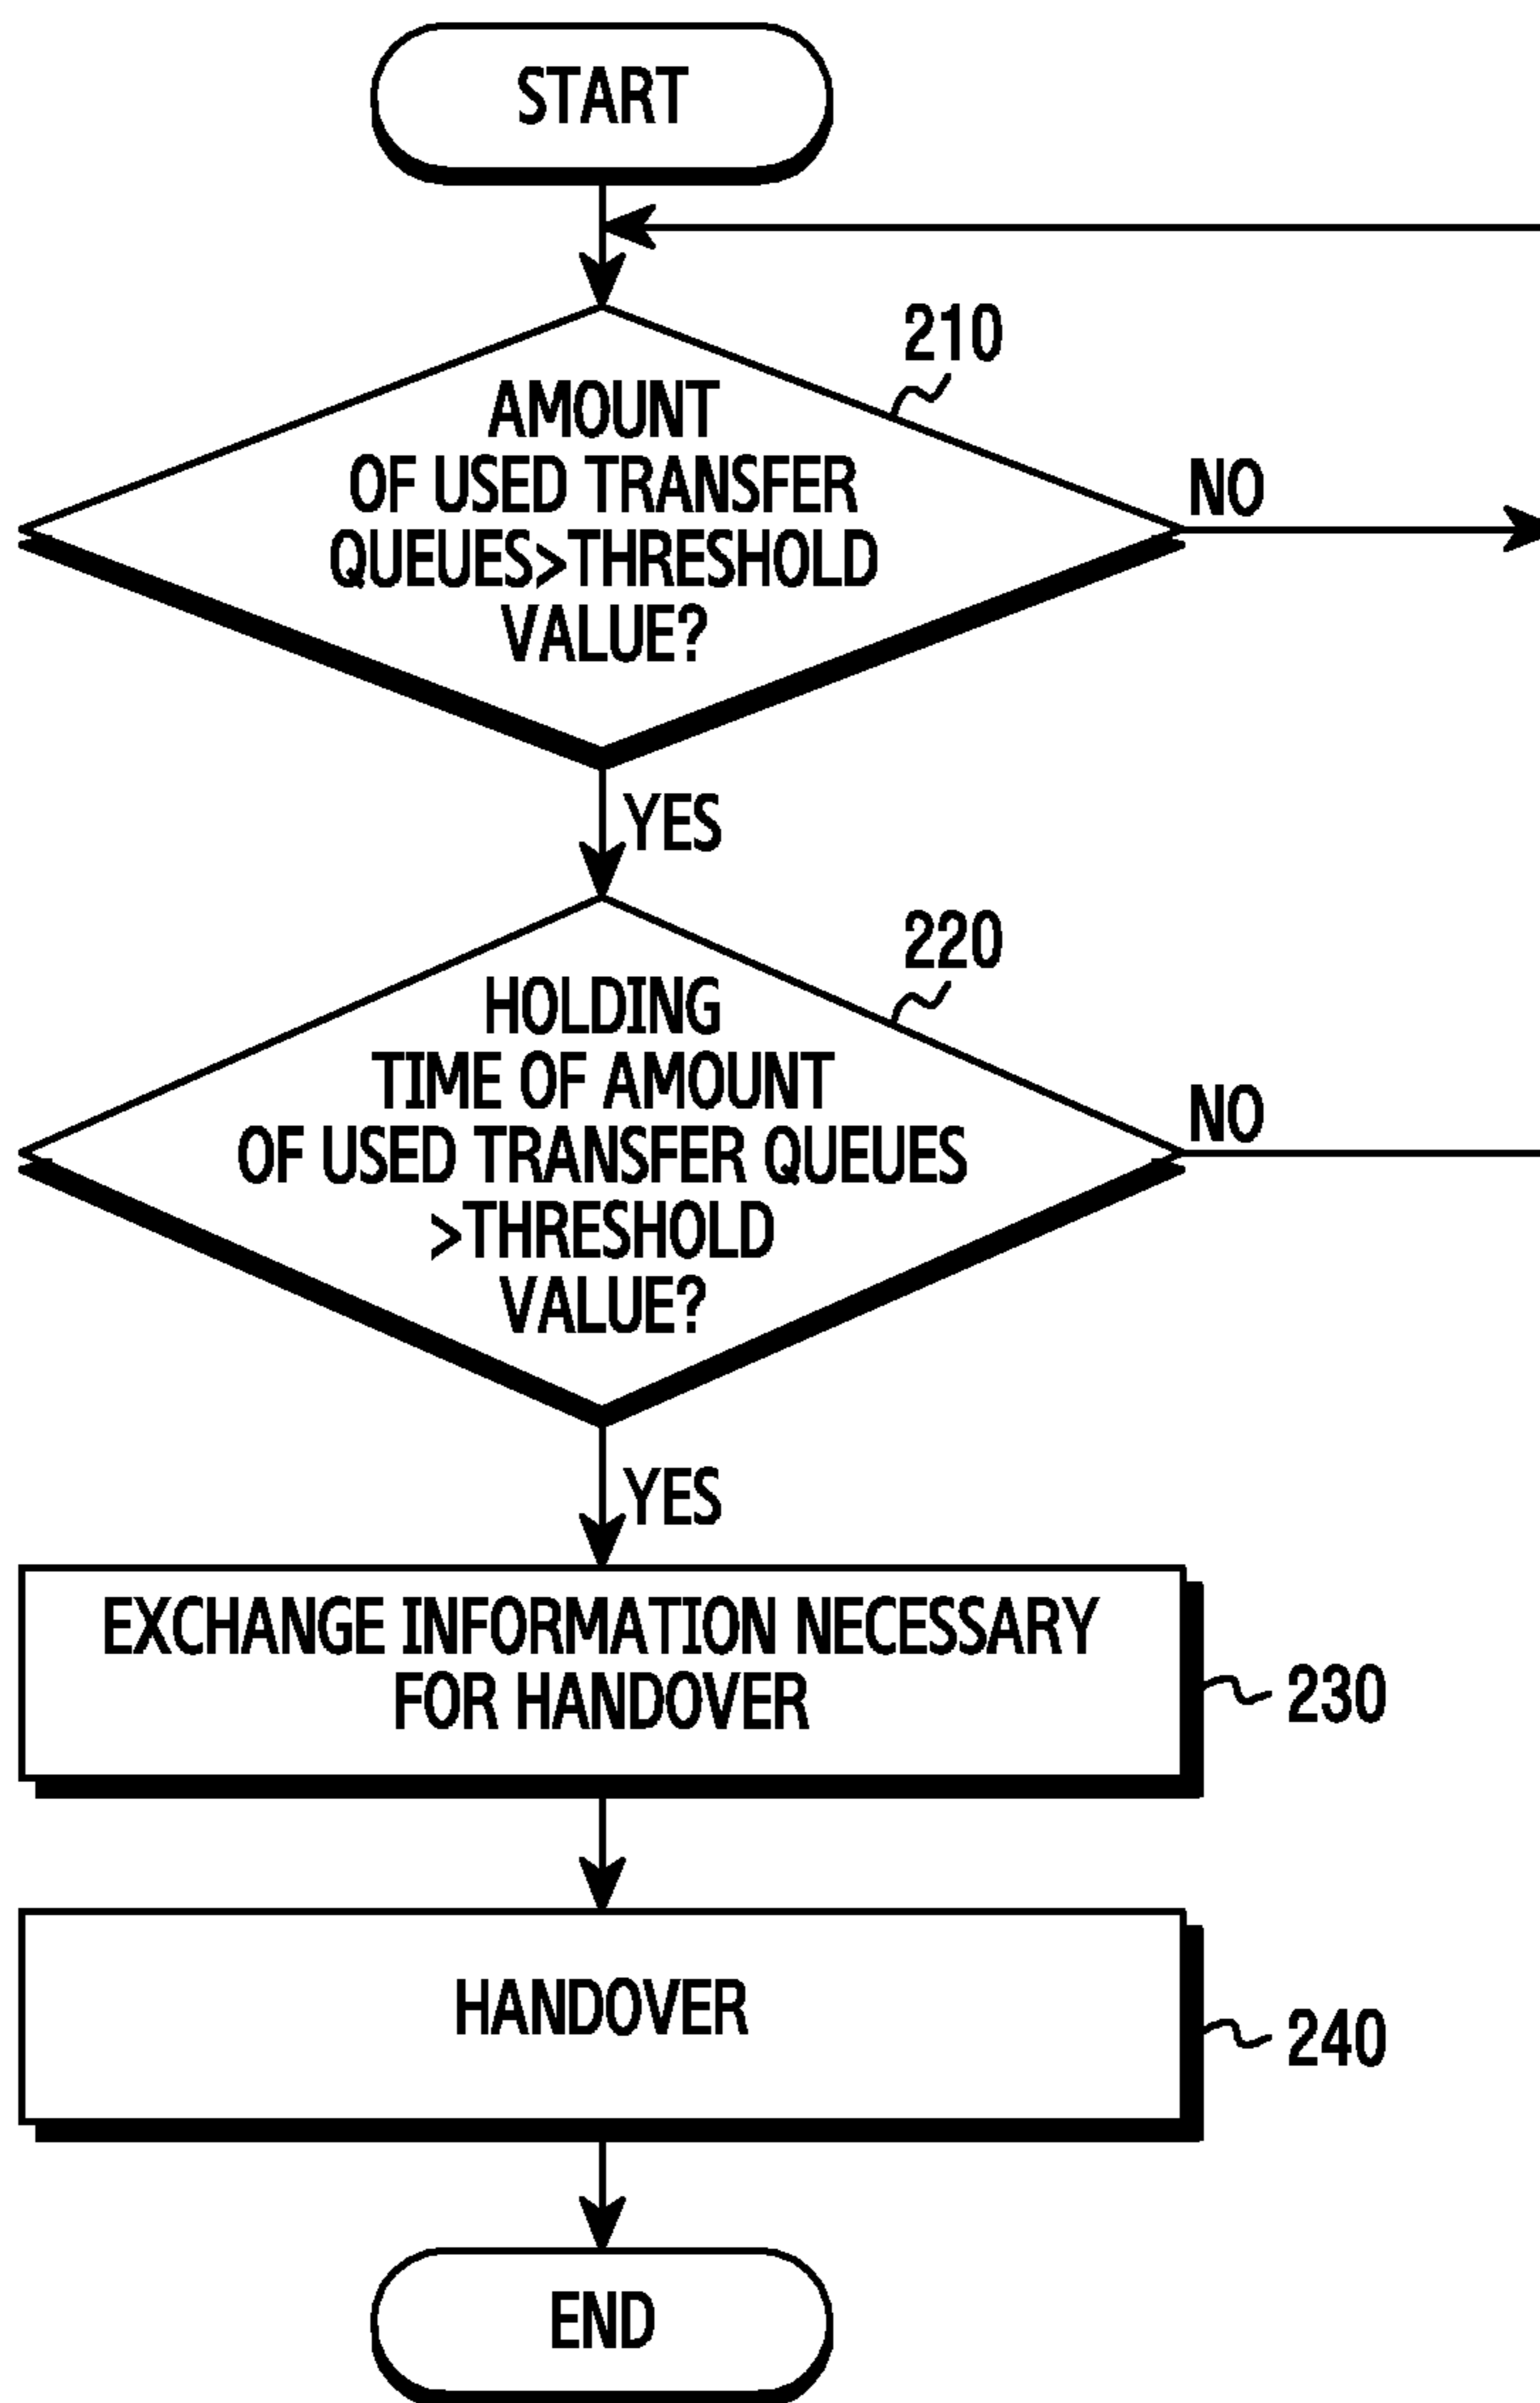 START
210
AMOUNT
OF USED TRANSFER
QUEUES>THRESHOLD
VALUE?
NO
YES
220
HOLDING
TIME OF AMOUNT
OF USED TRANSFER QUEUES
>THRESHOLD
VALUE?
NO
YES
EXCHANGE INFORMATION NECESSARY
FOR HANDOVER
230
HANDOVER
240
END